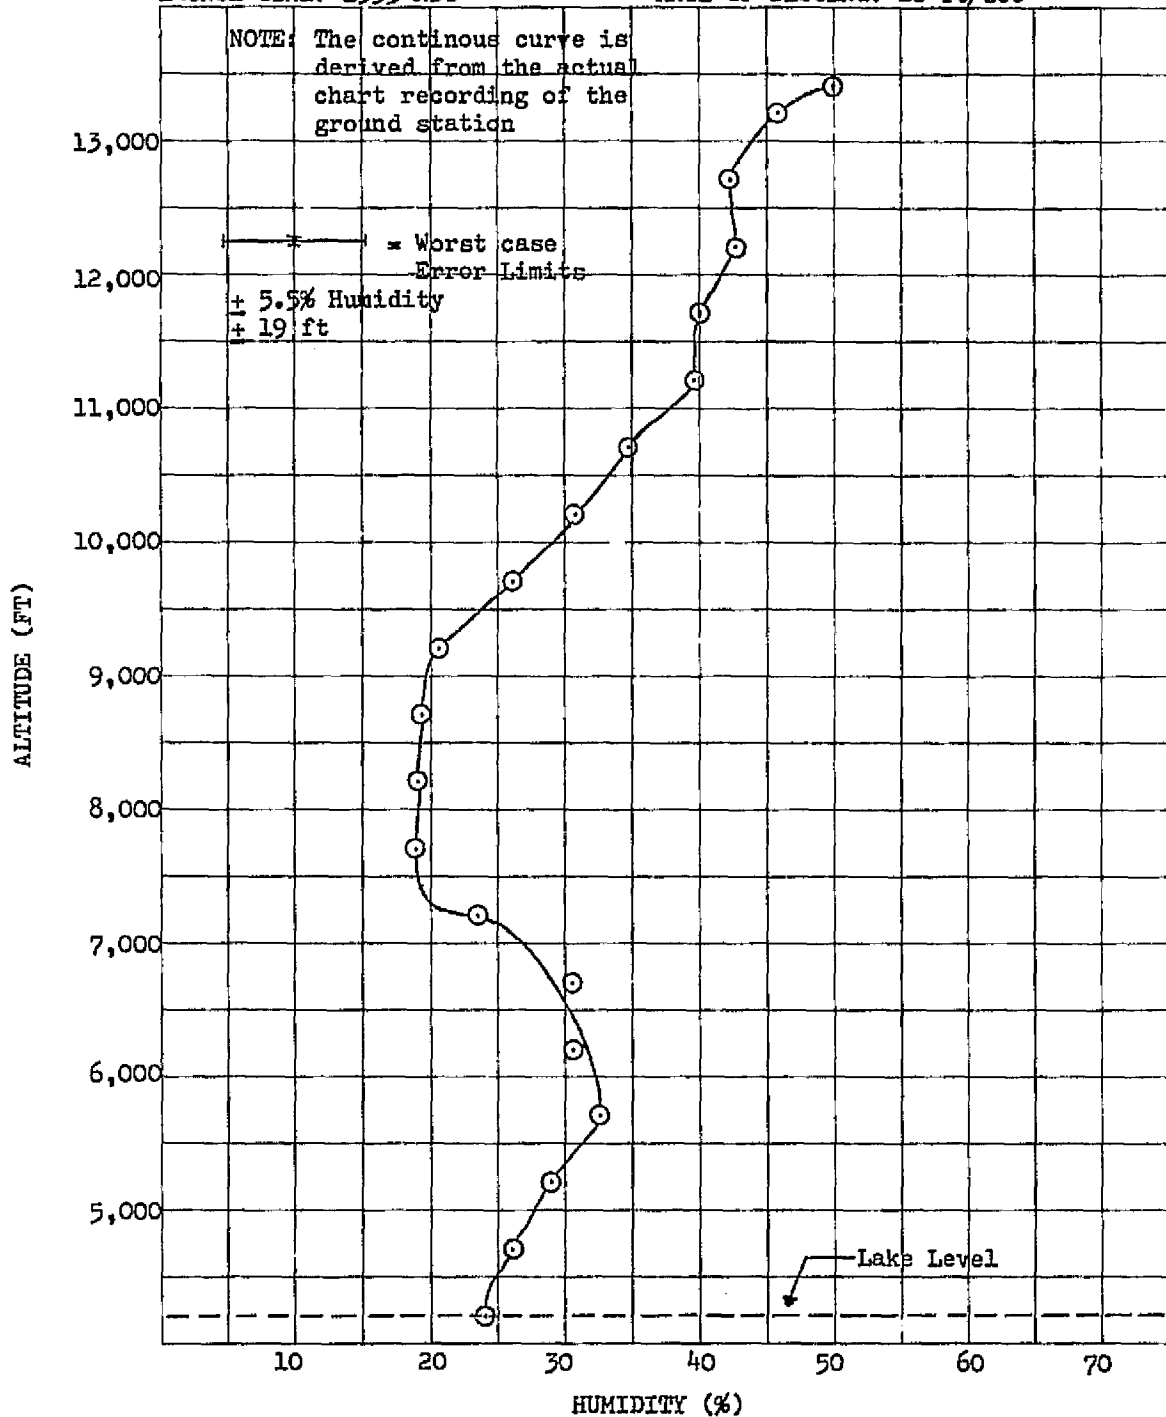 NOTE: The continous curve is
derived from the actual
chart recording of the
ground station
= Worst case
Error Limits
± 5.5% Humidity
± 19 ft
13,000
12,000
11,000
10,000
9,000
8,000
7,000
6,000
5,000
ALTITUDE (FT)
Lake Level
10 20 30 40 50 60 70
HUMIDITY (%)